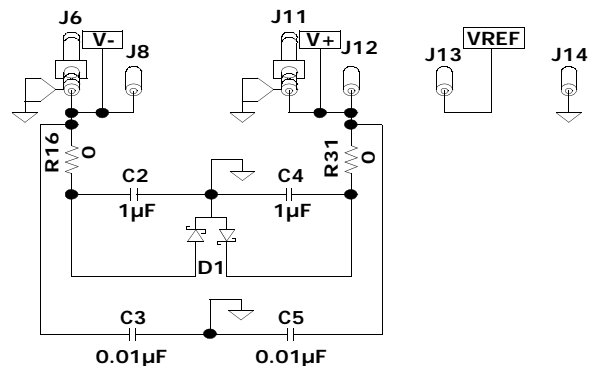 J6
V-
J8
J11
V+
J12
J13
VREF
J14
R16
0
R31
0
C2
1µF
C4
1µF
D1
C3
0.01µF
C5
0.01µF